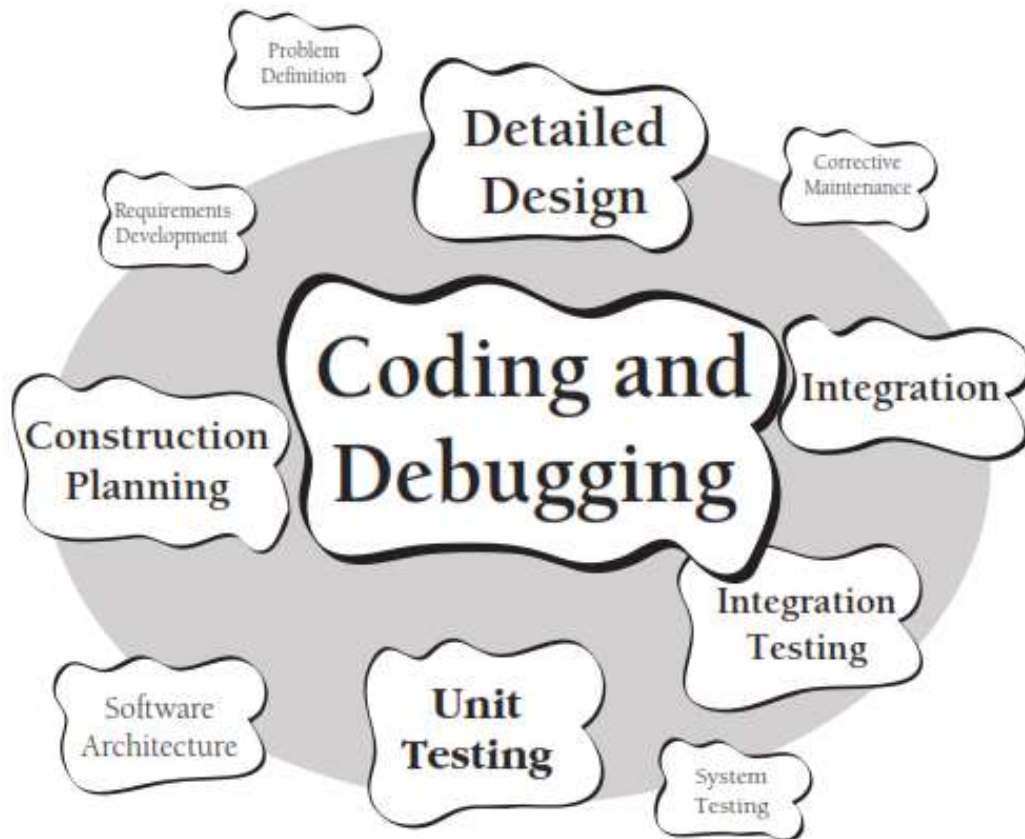 Problem
Definition
Detailed
Design
Corrective
Maintenance
Requirements
Development
Coding and
Debugging
Integration
Construction
Planning
Integration
Testing
Software
Architecture
Unit
Testing
System
Testing